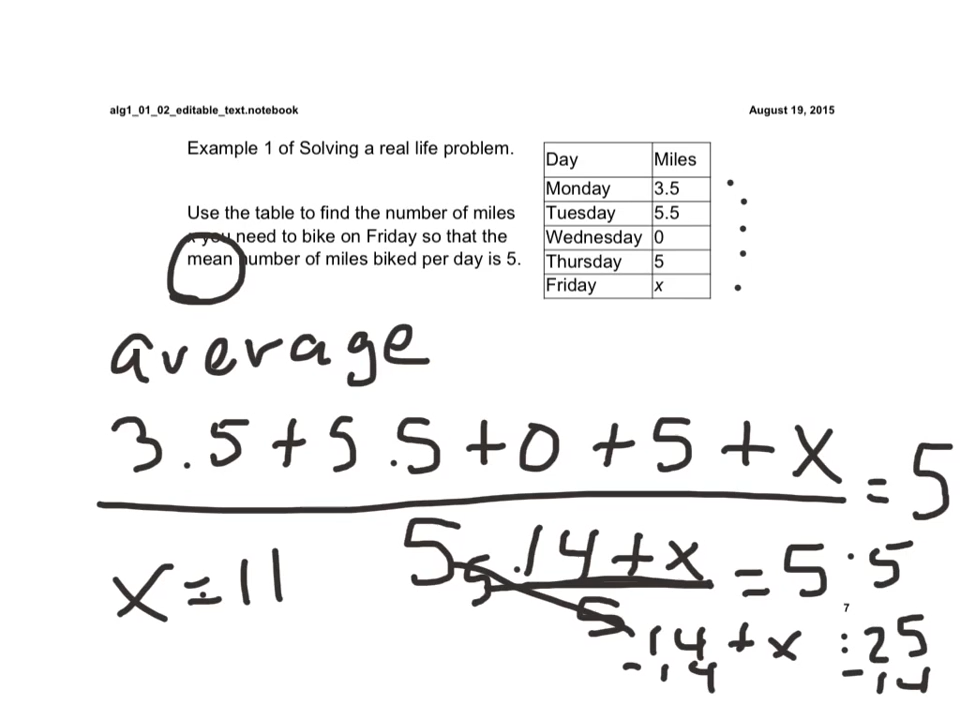 alg1_01_02_editable_text.notebook
August 19, 2015
Example 1 of Solving a real life problem.
Use the table to find the number of miles
x you need to bike on Friday so that the
mean number of miles biked per day is 5.
Day Miles
Monday 3.5
Tuesday 5.5
Wednesday 0
Thursday 5
Friday x
average
3.5+5.5+0+5+x = 5
5
5 · 14+x = 5 · 5
5
7
14+x = 25
-14 -14
x = 11